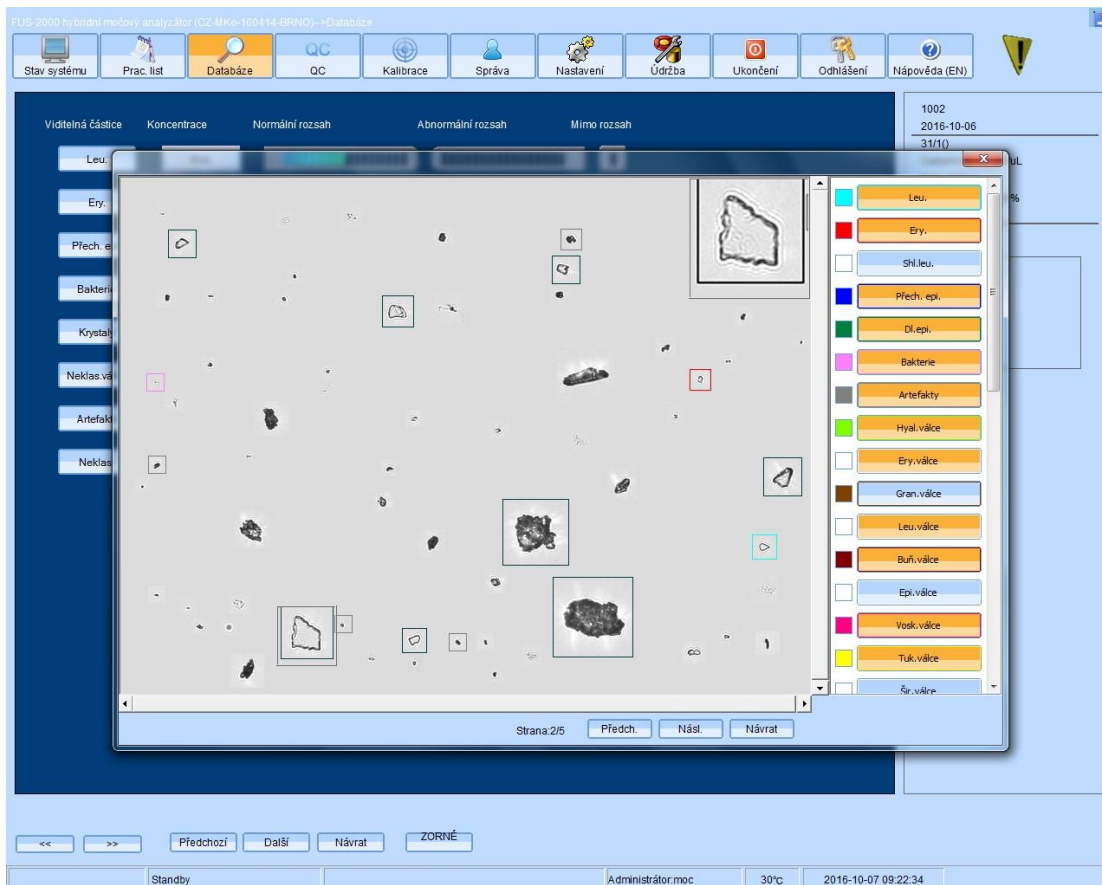 FUS-2000 hybridní močový analyzátor (CZ-MKo-160414-BRNO)-->Databáze
Stav systému Prac. list Databáze QC Kalibrace Správa Nastavení Údržba Ukončení Odhlášení Nápověda (EN)
QC
1002
2016-10-06
31/1()
uL
%
Viditelná částice Koncentrace Normální rozsah Abnormální rozsah Mimo rozsah
Leu.
Ery.
Přech. e
Bakteri
Krystal
Neklas.vá
Artefak
Neklas
Leu.
Ery.
Shl.leu.
Přech. epi.
Dl.epi.
Bakterie
Artefakty
Hyal.válce
Ery.válce
Gran.válce
Leu.válce
Buň.válce
Epi.válce
Vosk.válce
Tuk.válce
Šir.válce
Strana:2/5 Předch. Násl. Návrat
<< >> Předchozí Další Návrat ZORNÉ
Standby Administrátor:moc 30°C 2016-10-07 09:22:34